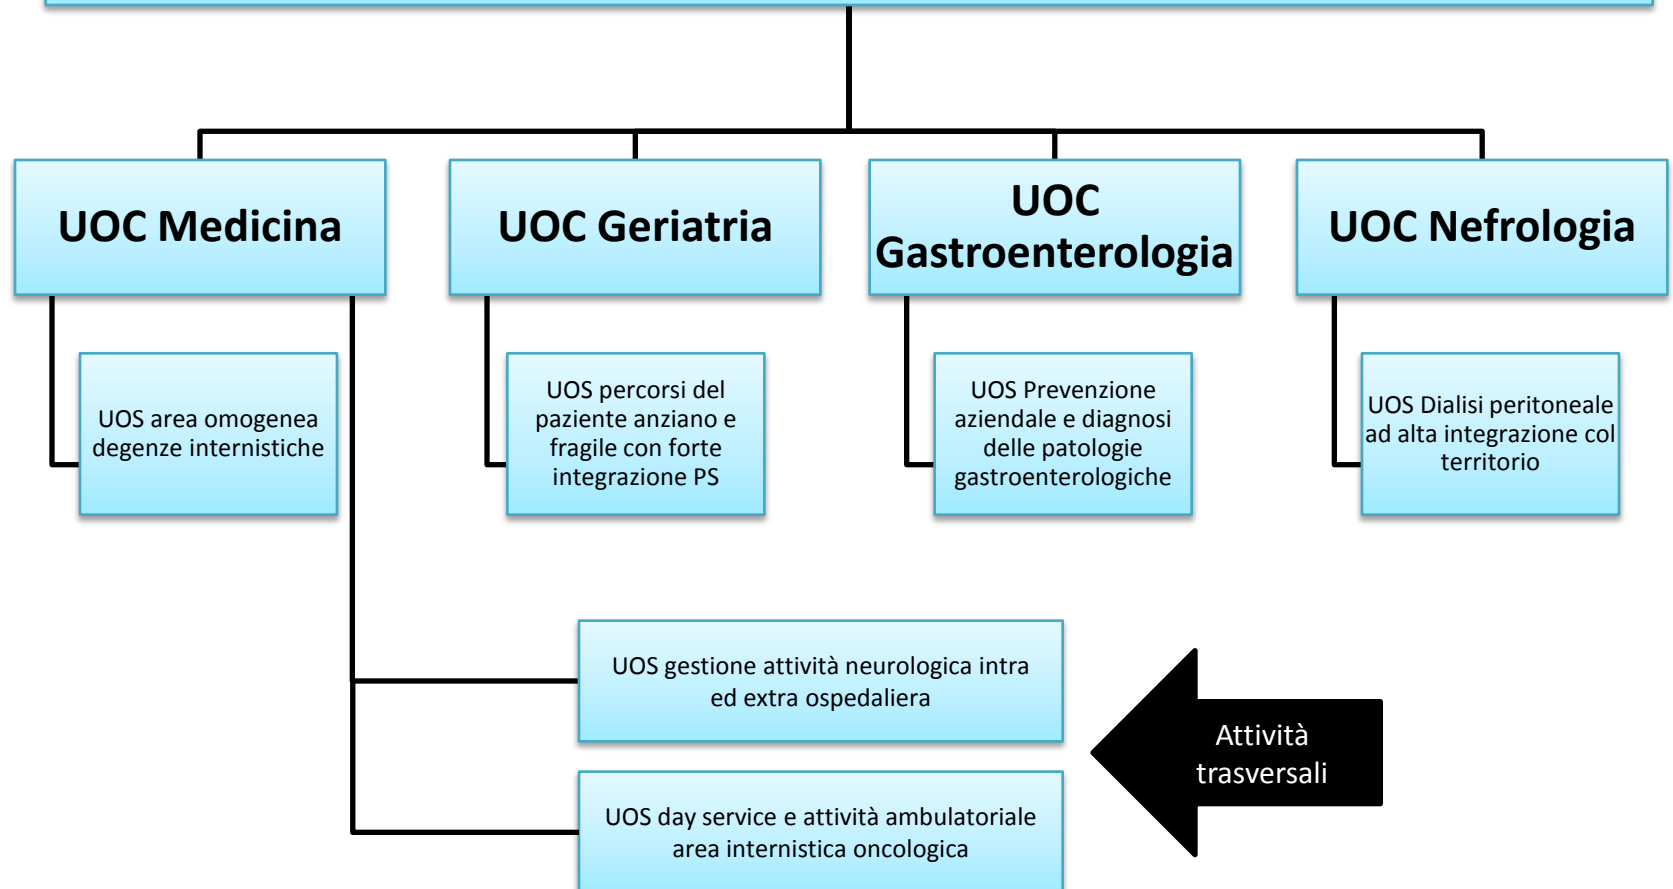 UOC Medicina
UOC Geriatria
UOC
Gastroenterologia
UOC Nefrologia
UOS area omogenea
degenze internistiche
UOS percorsi del
paziente anziano e
fragile con forte
integrazione PS
UOS Prevenzione
aziendale e diagnosi
delle patologie
gastroenterologiche
UOS Dialisi peritoneale
ad alta integrazione col
territorio
UOS gestione attività neurologica intra
ed extra ospedaliera
Attività
trasversali
UOS day service e attività ambulatoriale
area internistica oncologica